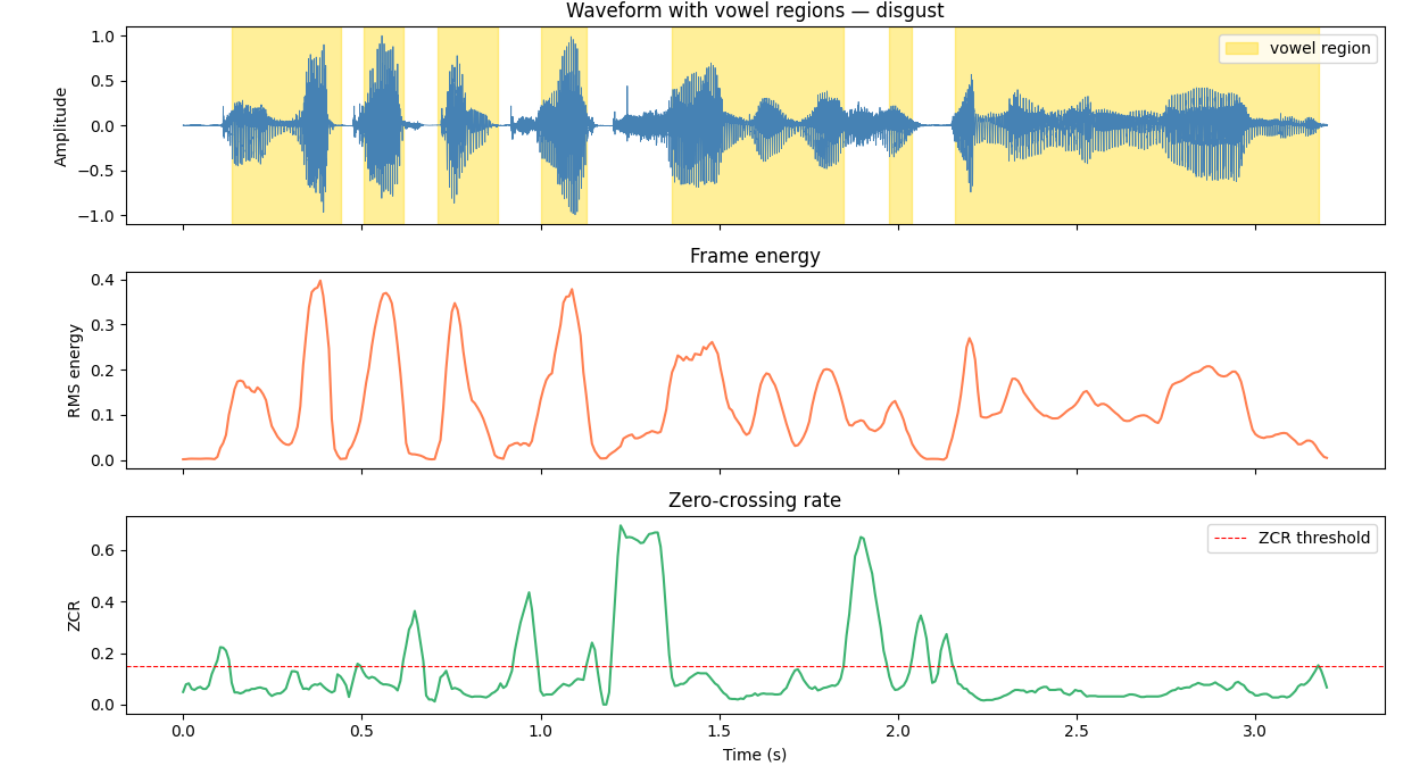 Waveform with vowel regions — disgust
vowel region
Amplitude
1.0
0.5
0.0
−0.5
−1.0
Frame energy
RMS energy
0.4
0.3
0.2
0.1
0.0
Zero-crossing rate
ZCR threshold
ZCR
0.6
0.4
0.2
0.0
0.0 0.5 1.0 1.5 2.0 2.5 3.0
Time (s)